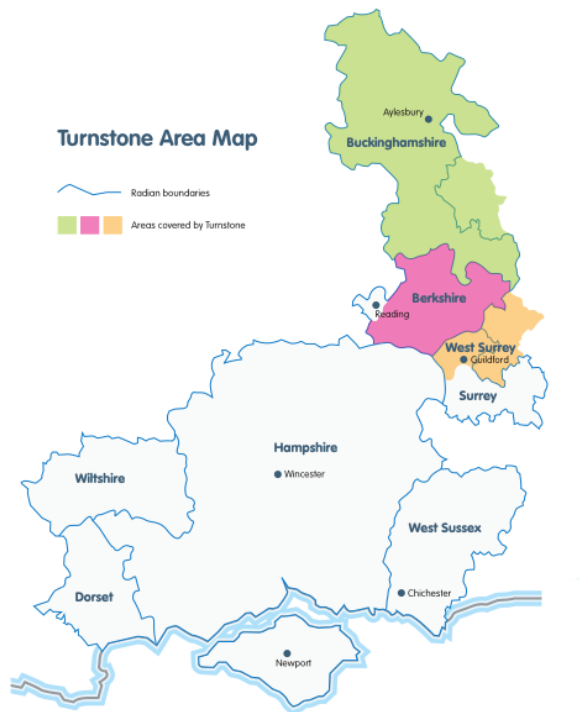 Turnstone Area Map
Radian boundaries
Areas covered by Turnstone
Aylesbury
Buckinghamshire
Berkshire
Reading
West Surrey
Guildford
Surrey
Hampshire
Wincester
Wiltshire
West Sussex
Dorset
Chichester
Newport